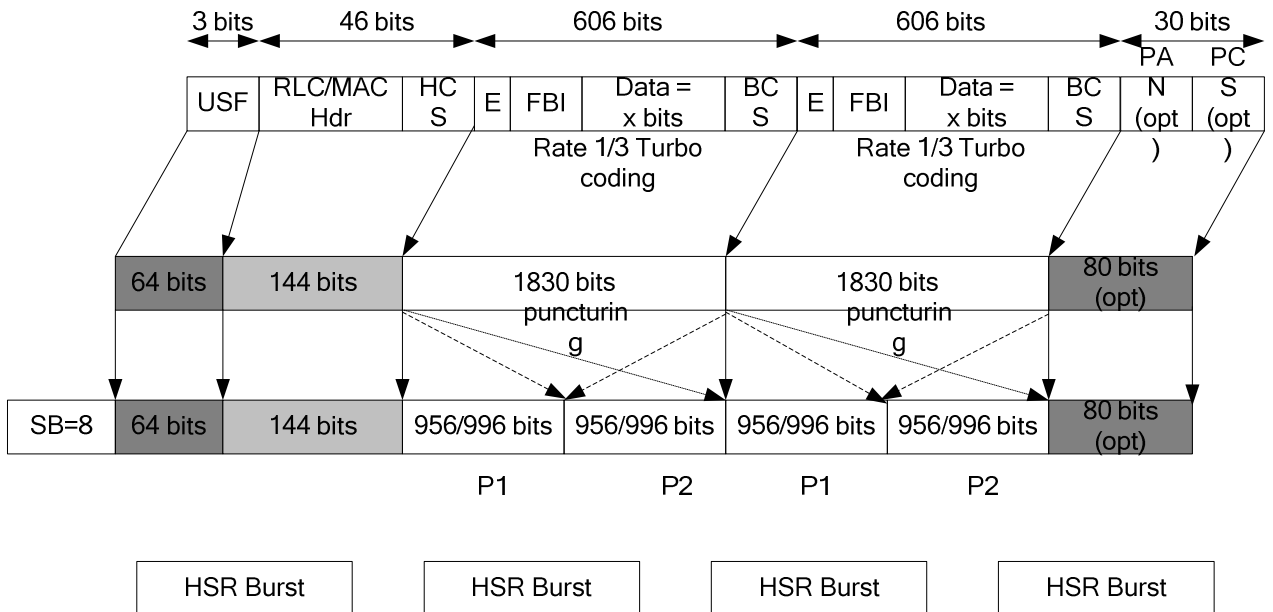 3 bits 46 bits 606 bits 606 bits 30 bits
USF
RLC/MAC
Hdr
HC
S
E
FBI
Data =
x bits
BC
S
E
FBI
Data =
x bits
BC
S
PA
N
(opt
)
PC
S
(opt
)
Rate 1/3 Turbo
coding
Rate 1/3 Turbo
coding
64 bits
144 bits
1830 bits
puncturin
g
1830 bits
puncturin
g
80 bits
(opt)
SB=8
64 bits
144 bits
956/996 bits
956/996 bits
956/996 bits
956/996 bits
80 bits
(opt)
P1 P2 P1 P2
HSR Burst HSR Burst HSR Burst HSR Burst